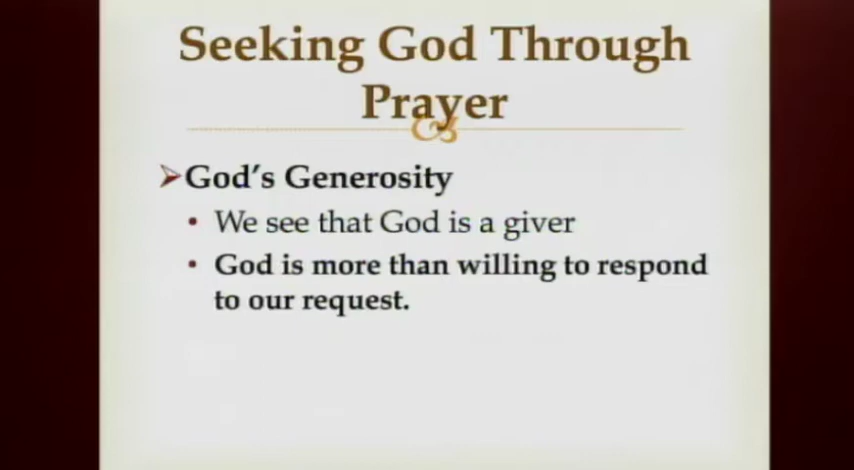 Seeking God Through
Prayer
God's Generosity
• We see that God is a giver
• God is more than willing to respond
to our request.